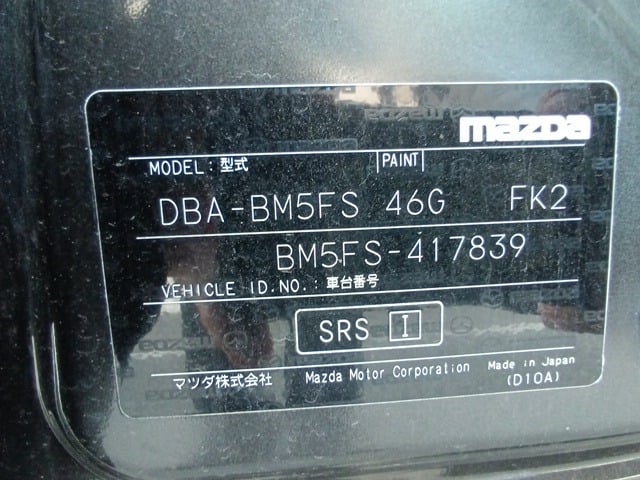 mazda
MODEL:型式 PAINT
DBA-BM5FS 46G FK2
BM5FS-417839
VEHICLE ID.NO.:車台番号
SRS I
マツダ株式会社 Mazda Motor Corporation Made in Japan
(D10A)